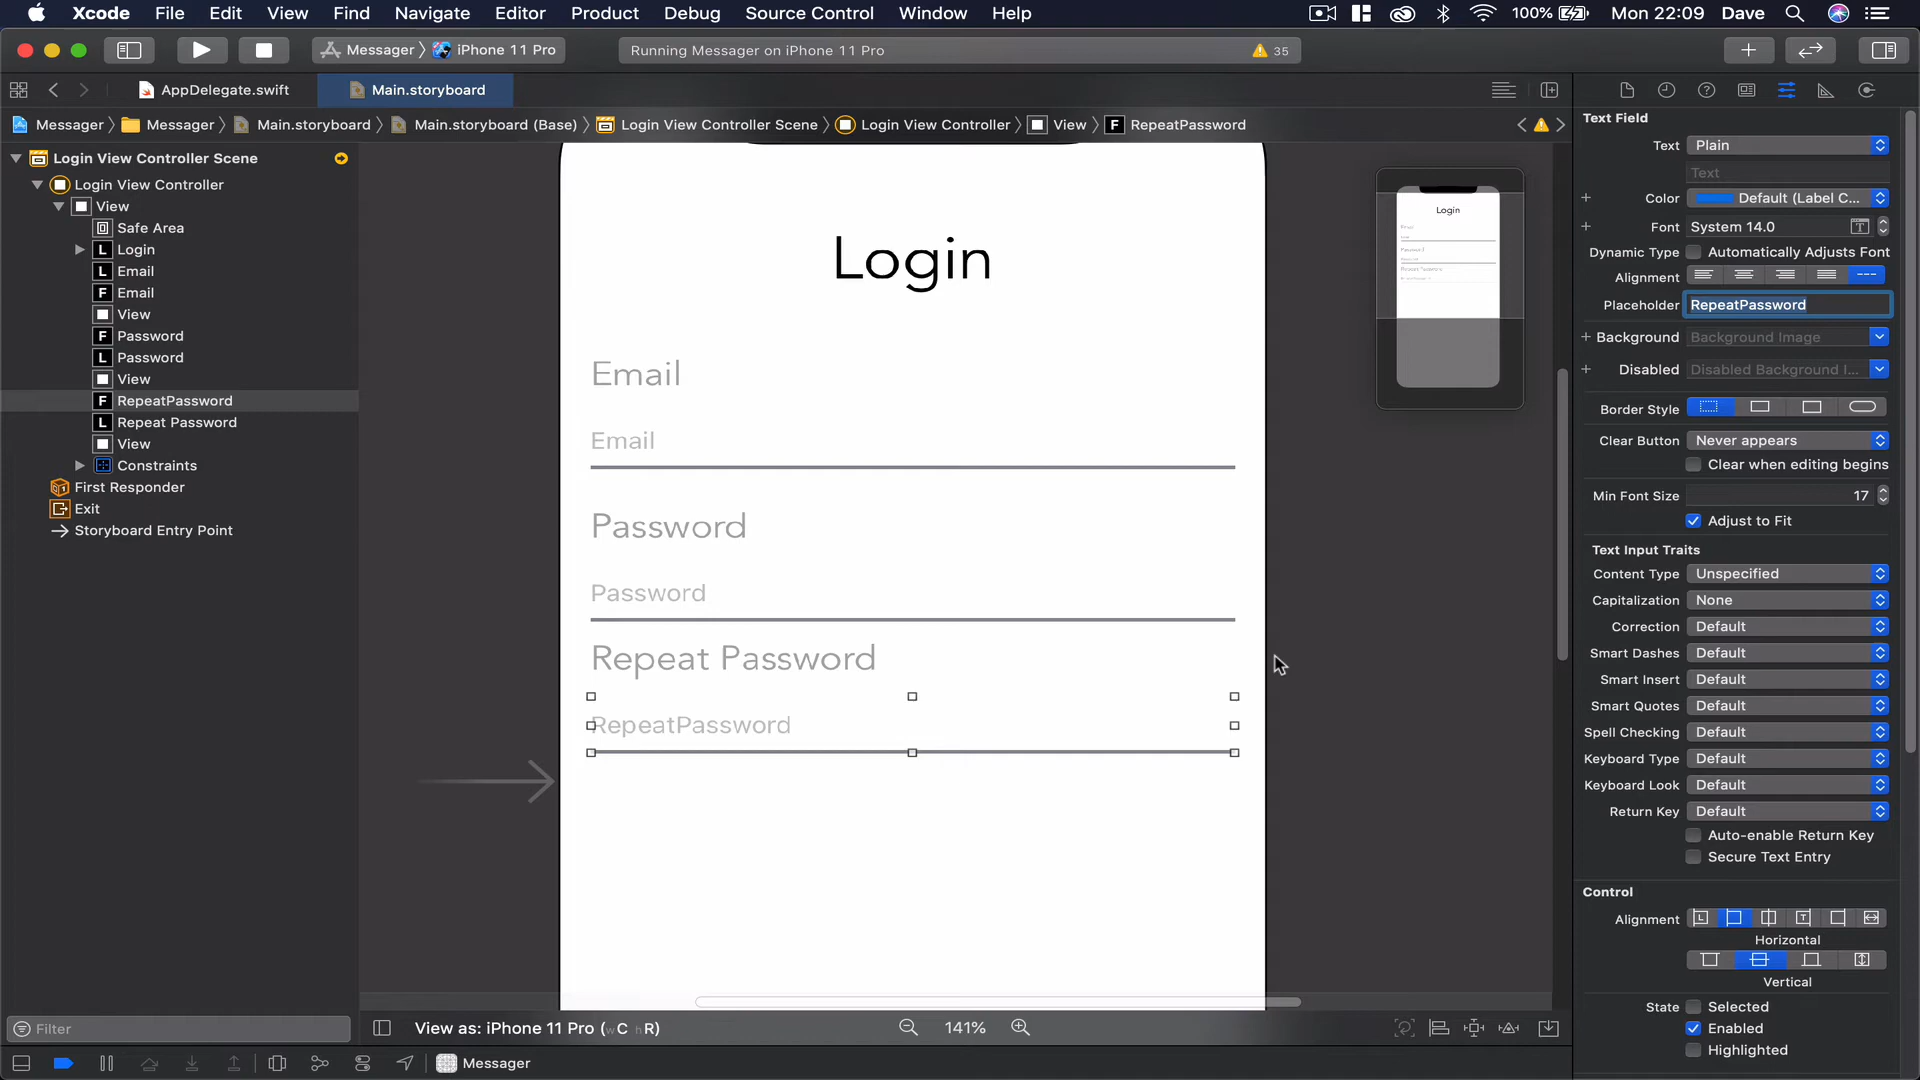 Xcode File Edit View Find Navigate Editor Product Debug Source Control Window Help 100% Mon 22:09 Dave
Messager iPhone 11 Pro Running Messager on iPhone 11 Pro 35
AppDelegate.swift Main.storyboard
Messager Messager Main.storyboard Main.storyboard (Base) Login View Controller Scene Login View Controller View F RepeatPassword
Login View Controller Scene
Login View Controller
View
Safe Area
L Login
L Email
F Email
View
F Password
L Password
View
F RepeatPassword
L Repeat Password
View
Constraints
First Responder
Exit
Storyboard Entry Point
Filter
Login
Email
Email
Password
Password
Repeat Password
RepeatPassword
Login
Email
Password
Repeat Password
View as: iPhone 11 Pro (wC hR) 141%
Messager
Text Field
Text Plain
Text
Color Default (Label C...
Font System 14.0 T
Dynamic Type Automatically Adjusts Font
Alignment
Placeholder RepeatPassword
Background Background Image
Disabled Disabled Background I...
Border Style
Clear Button Never appears
Clear when editing begins
Min Font Size 17
Adjust to Fit
Text Input Traits
Content Type Unspecified
Capitalization None
Correction Default
Smart Dashes Default
Smart Insert Default
Smart Quotes Default
Spell Checking Default
Keyboard Type Default
Keyboard Look Default
Return Key Default
Auto-enable Return Key
Secure Text Entry
Control
Alignment
Horizontal
Vertical
State Selected
Enabled
Highlighted